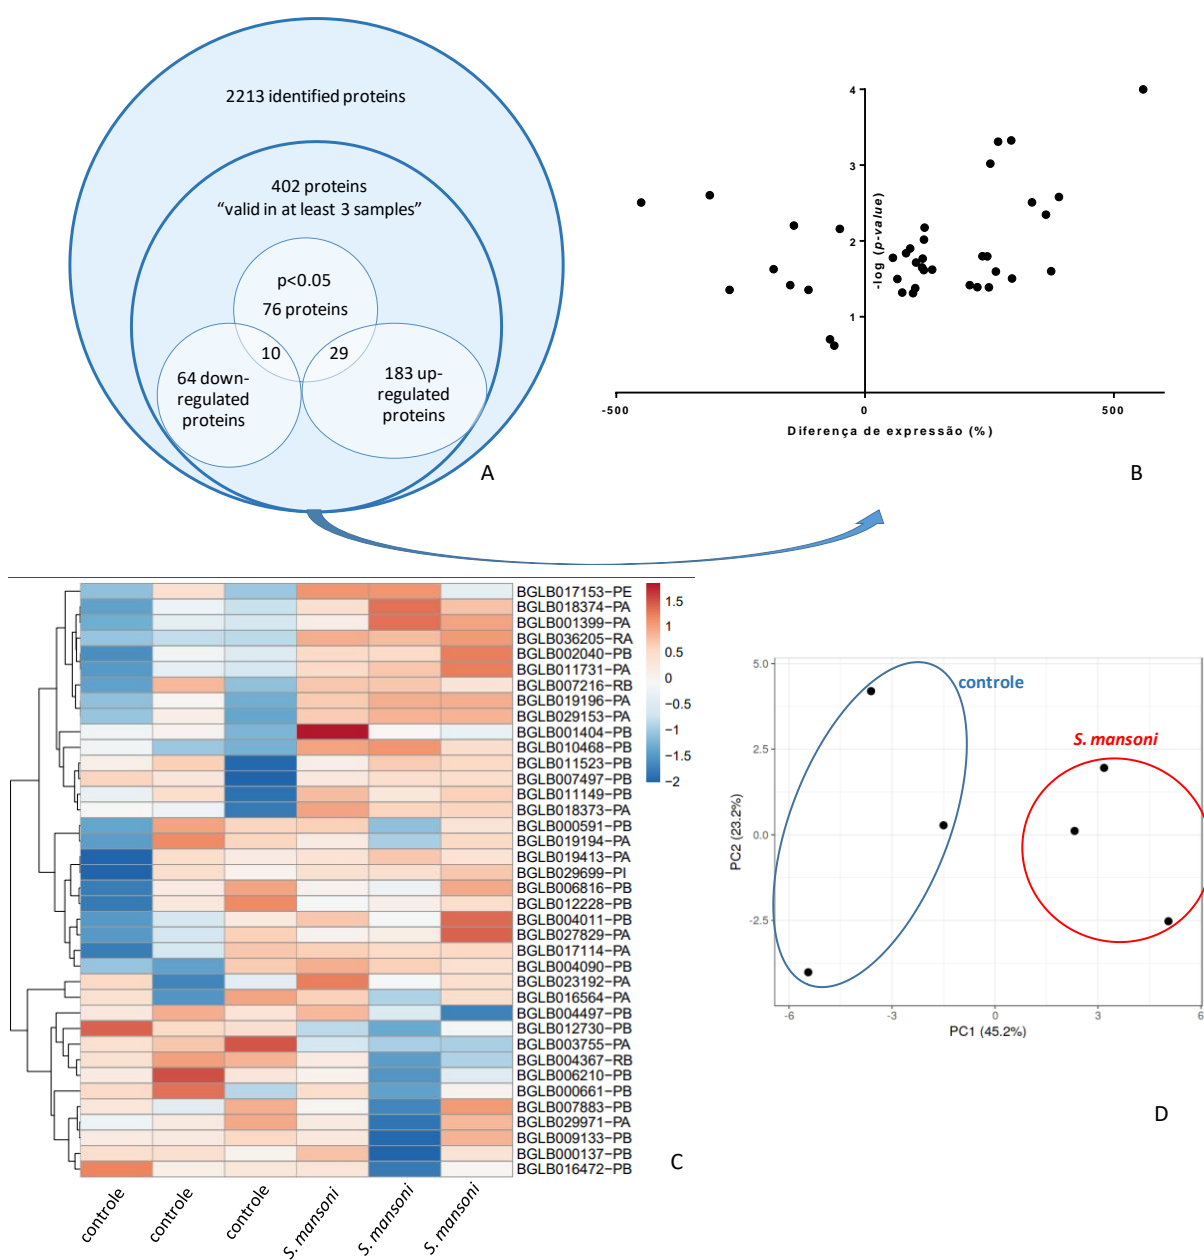 2213 identified proteins
402 proteins
“valid in at least 3 samples”
p<0.05
76 proteins
10
29
64 down-
regulated
proteins
183 up-
regulated
proteins
A
4
3
2
1
-log (p-value)
-500
0
500
Diferença de expressão (%)
B
BGLB017153−PE
BGLB018374−PA
BGLB001399−PA
BGLB036205−RA
BGLB002040−PB
BGLB011731−PA
BGLB007216−RB
BGLB019196−PA
BGLB029153−PA
BGLB001404−PB
BGLB010468−PB
BGLB011523−PB
BGLB007497−PB
BGLB011149−PB
BGLB018373−PA
BGLB000591−PB
BGLB019194−PA
BGLB019413−PA
BGLB029699−PI
BGLB006816−PB
BGLB012228−PB
BGLB004011−PB
BGLB027829−PA
BGLB017114−PA
BGLB004090−PB
BGLB023192−PA
BGLB016564−PA
BGLB004497−PB
BGLB012730−PB
BGLB003755−PA
BGLB004367−RB
BGLB006210−PB
BGLB000661−PB
BGLB007883−PB
BGLB029971−PA
BGLB009133−PB
BGLB000137−PB
BGLB016472−PB
1.5
1
0.5
0
−0.5
−1
−1.5
−2
controle
controle
controle
S. mansoni
S. mansoni
S. mansoni
C
controle
S. mansoni
5.0
2.5
0.0
-2.5
PC2 (23.2%)
-6
-3
0
3
6
PC1 (45.2%)
D